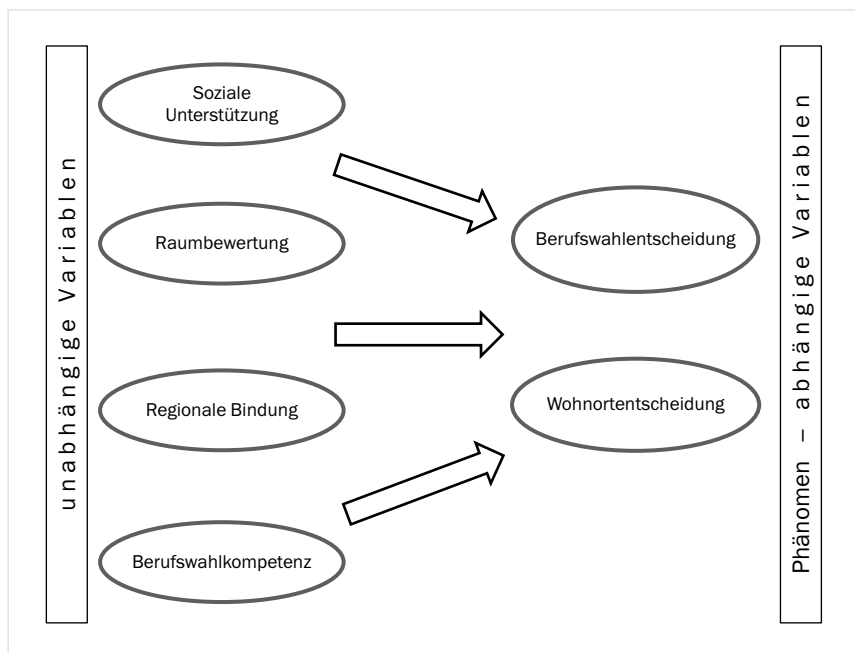 unabhängige Variablen
Soziale
Unterstützung
Raumbewertung
Regionale Bindung
Berufswahlkompetenz
Berufswahlentscheidung
Wohnortentscheidung
Phänomen – abhängige Variablen